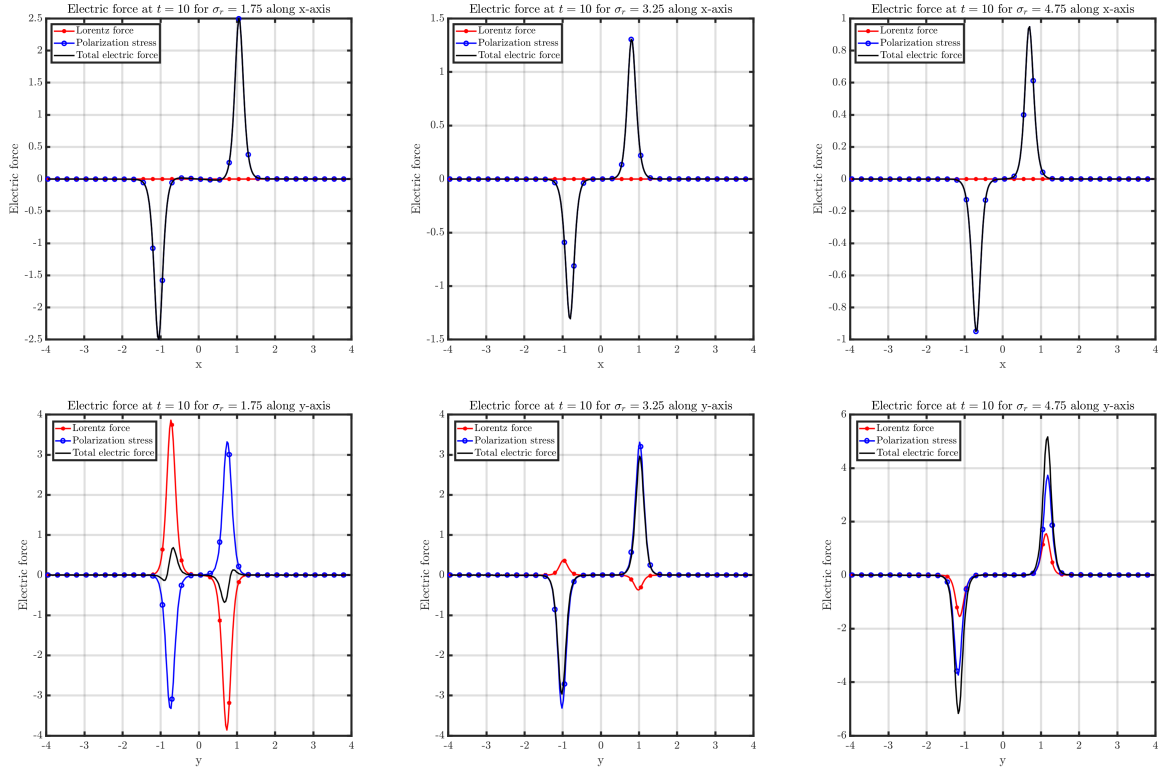 Electric force at t = 10 for σr = 1.75 along x-axis
Lorentz force
Polarization stress
Total electric force
Electric force
2.5
2
1.5
1
0.5
0
-0.5
-1
-1.5
-2
-2.5
-4 -3 -2 -1 0 1 2 3 4
x
Electric force at t = 10 for σr = 3.25 along x-axis
Lorentz force
Polarization stress
Total electric force
Electric force
1.5
1
0.5
0
-0.5
-1
-1.5
-4 -3 -2 -1 0 1 2 3 4
x
Electric force at t = 10 for σr = 4.75 along x-axis
Lorentz force
Polarization stress
Total electric force
Electric force
1
0.8
0.6
0.4
0.2
0
-0.2
-0.4
-0.6
-0.8
-1
-4 -3 -2 -1 0 1 2 3 4
x
Electric force at t = 10 for σr = 1.75 along y-axis
Lorentz force
Polarization stress
Total electric force
Electric force
4
3
2
1
0
-1
-2
-3
-4
-4 -3 -2 -1 0 1 2 3 4
y
Electric force at t = 10 for σr = 3.25 along y-axis
Lorentz force
Polarization stress
Total electric force
Electric force
4
3
2
1
0
-1
-2
-3
-4
-4 -3 -2 -1 0 1 2 3 4
y
Electric force at t = 10 for σr = 4.75 along y-axis
Lorentz force
Polarization stress
Total electric force
Electric force
6
4
2
0
-2
-4
-6
-4 -3 -2 -1 0 1 2 3 4
y